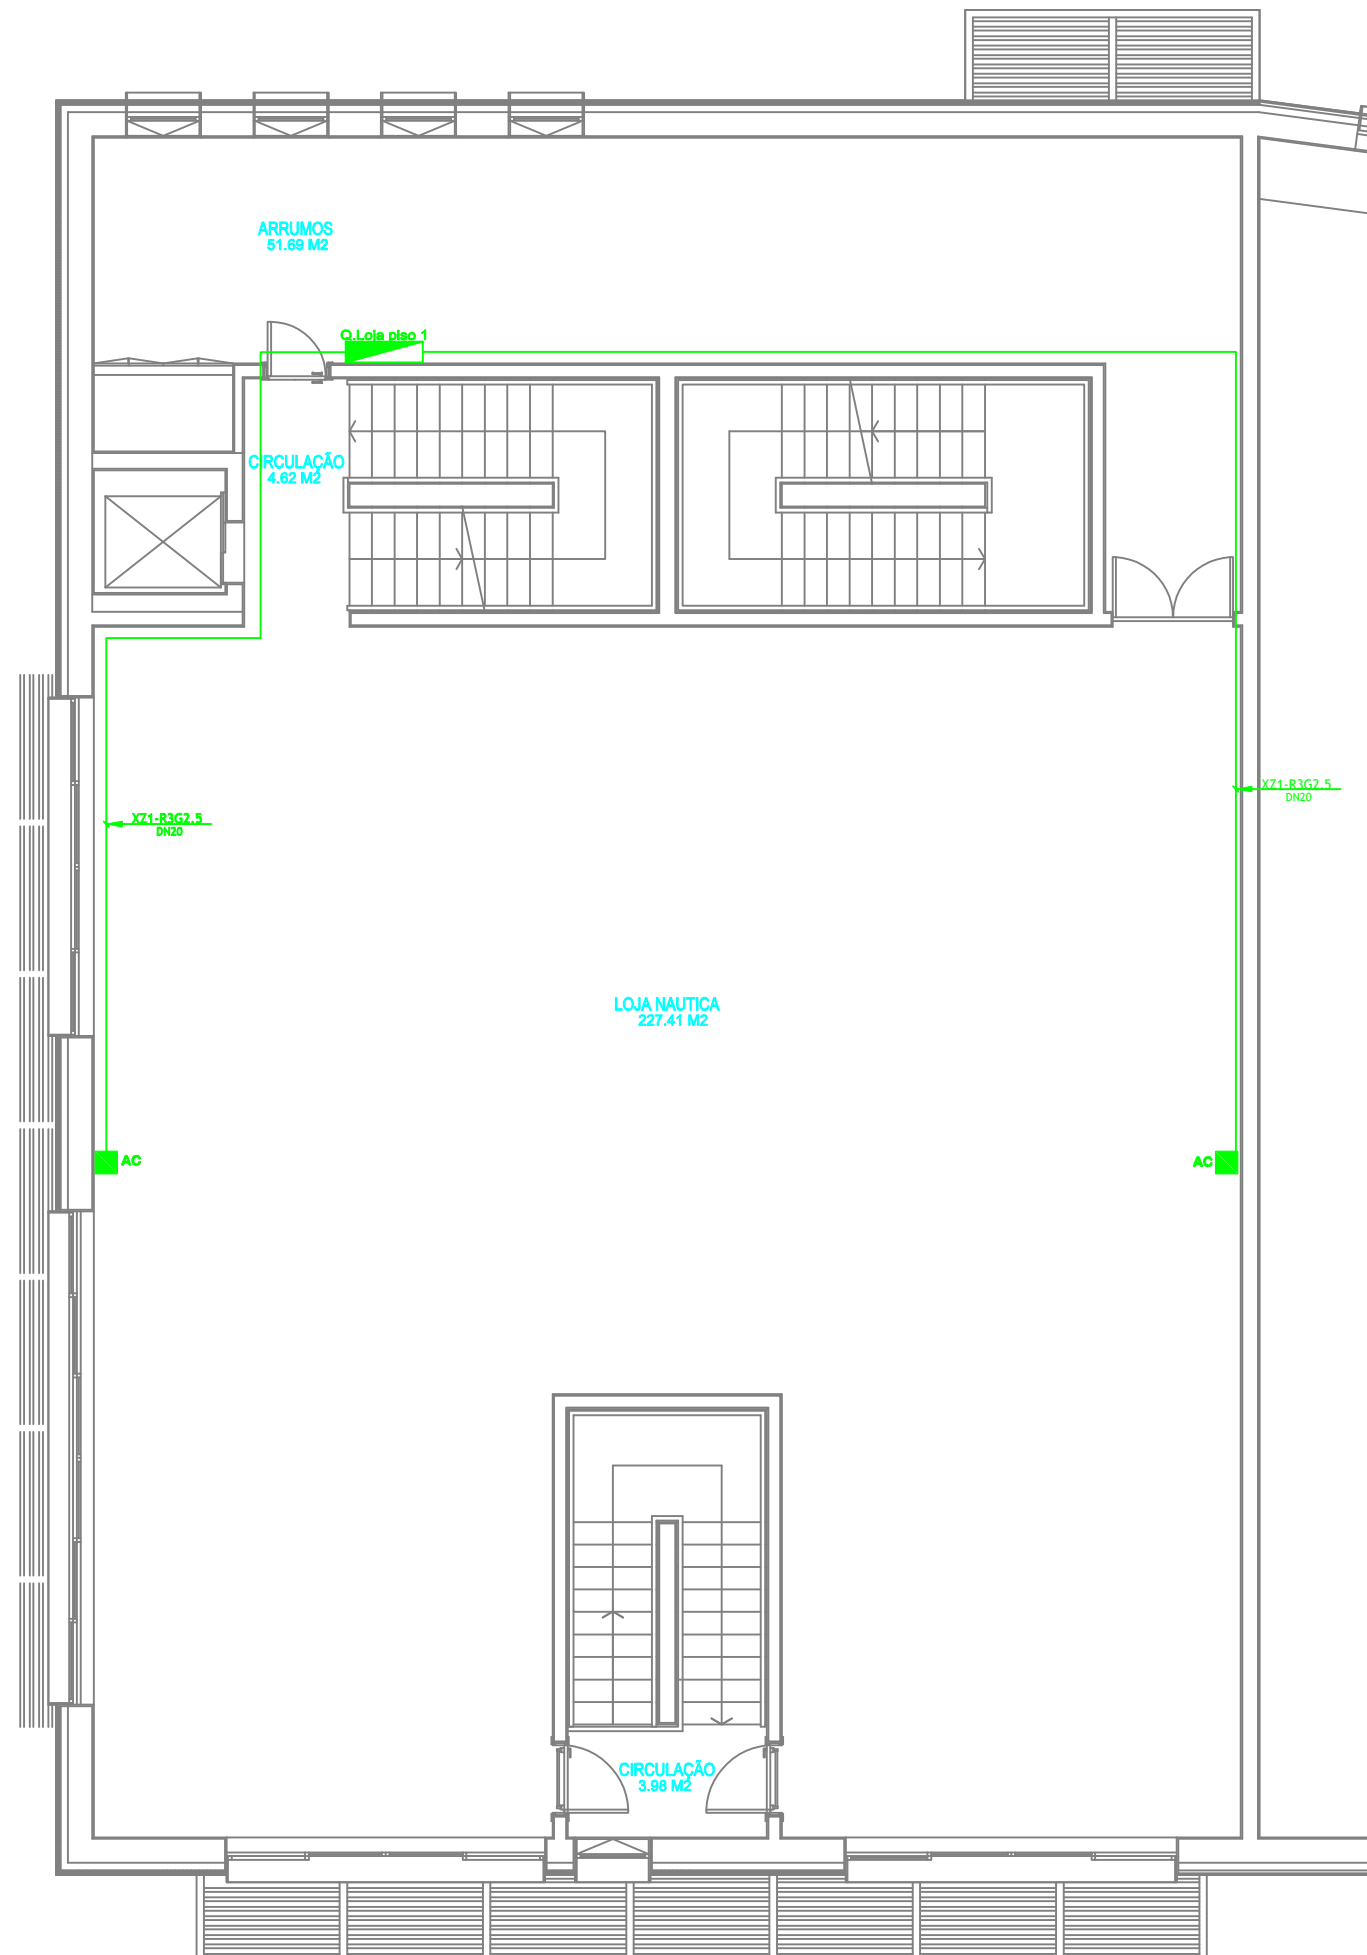 ARRUMOS
51.69 M2
Q.Loja piso 1
CIRCULAÇÃO
4.62 M2
XZ1-R3G2.5
DN20
XZ1-R3G2.5
DN20
LOJA NAUTICA
227.41 M2
AC
AC
CIRCULAÇÃO
3.98 M2